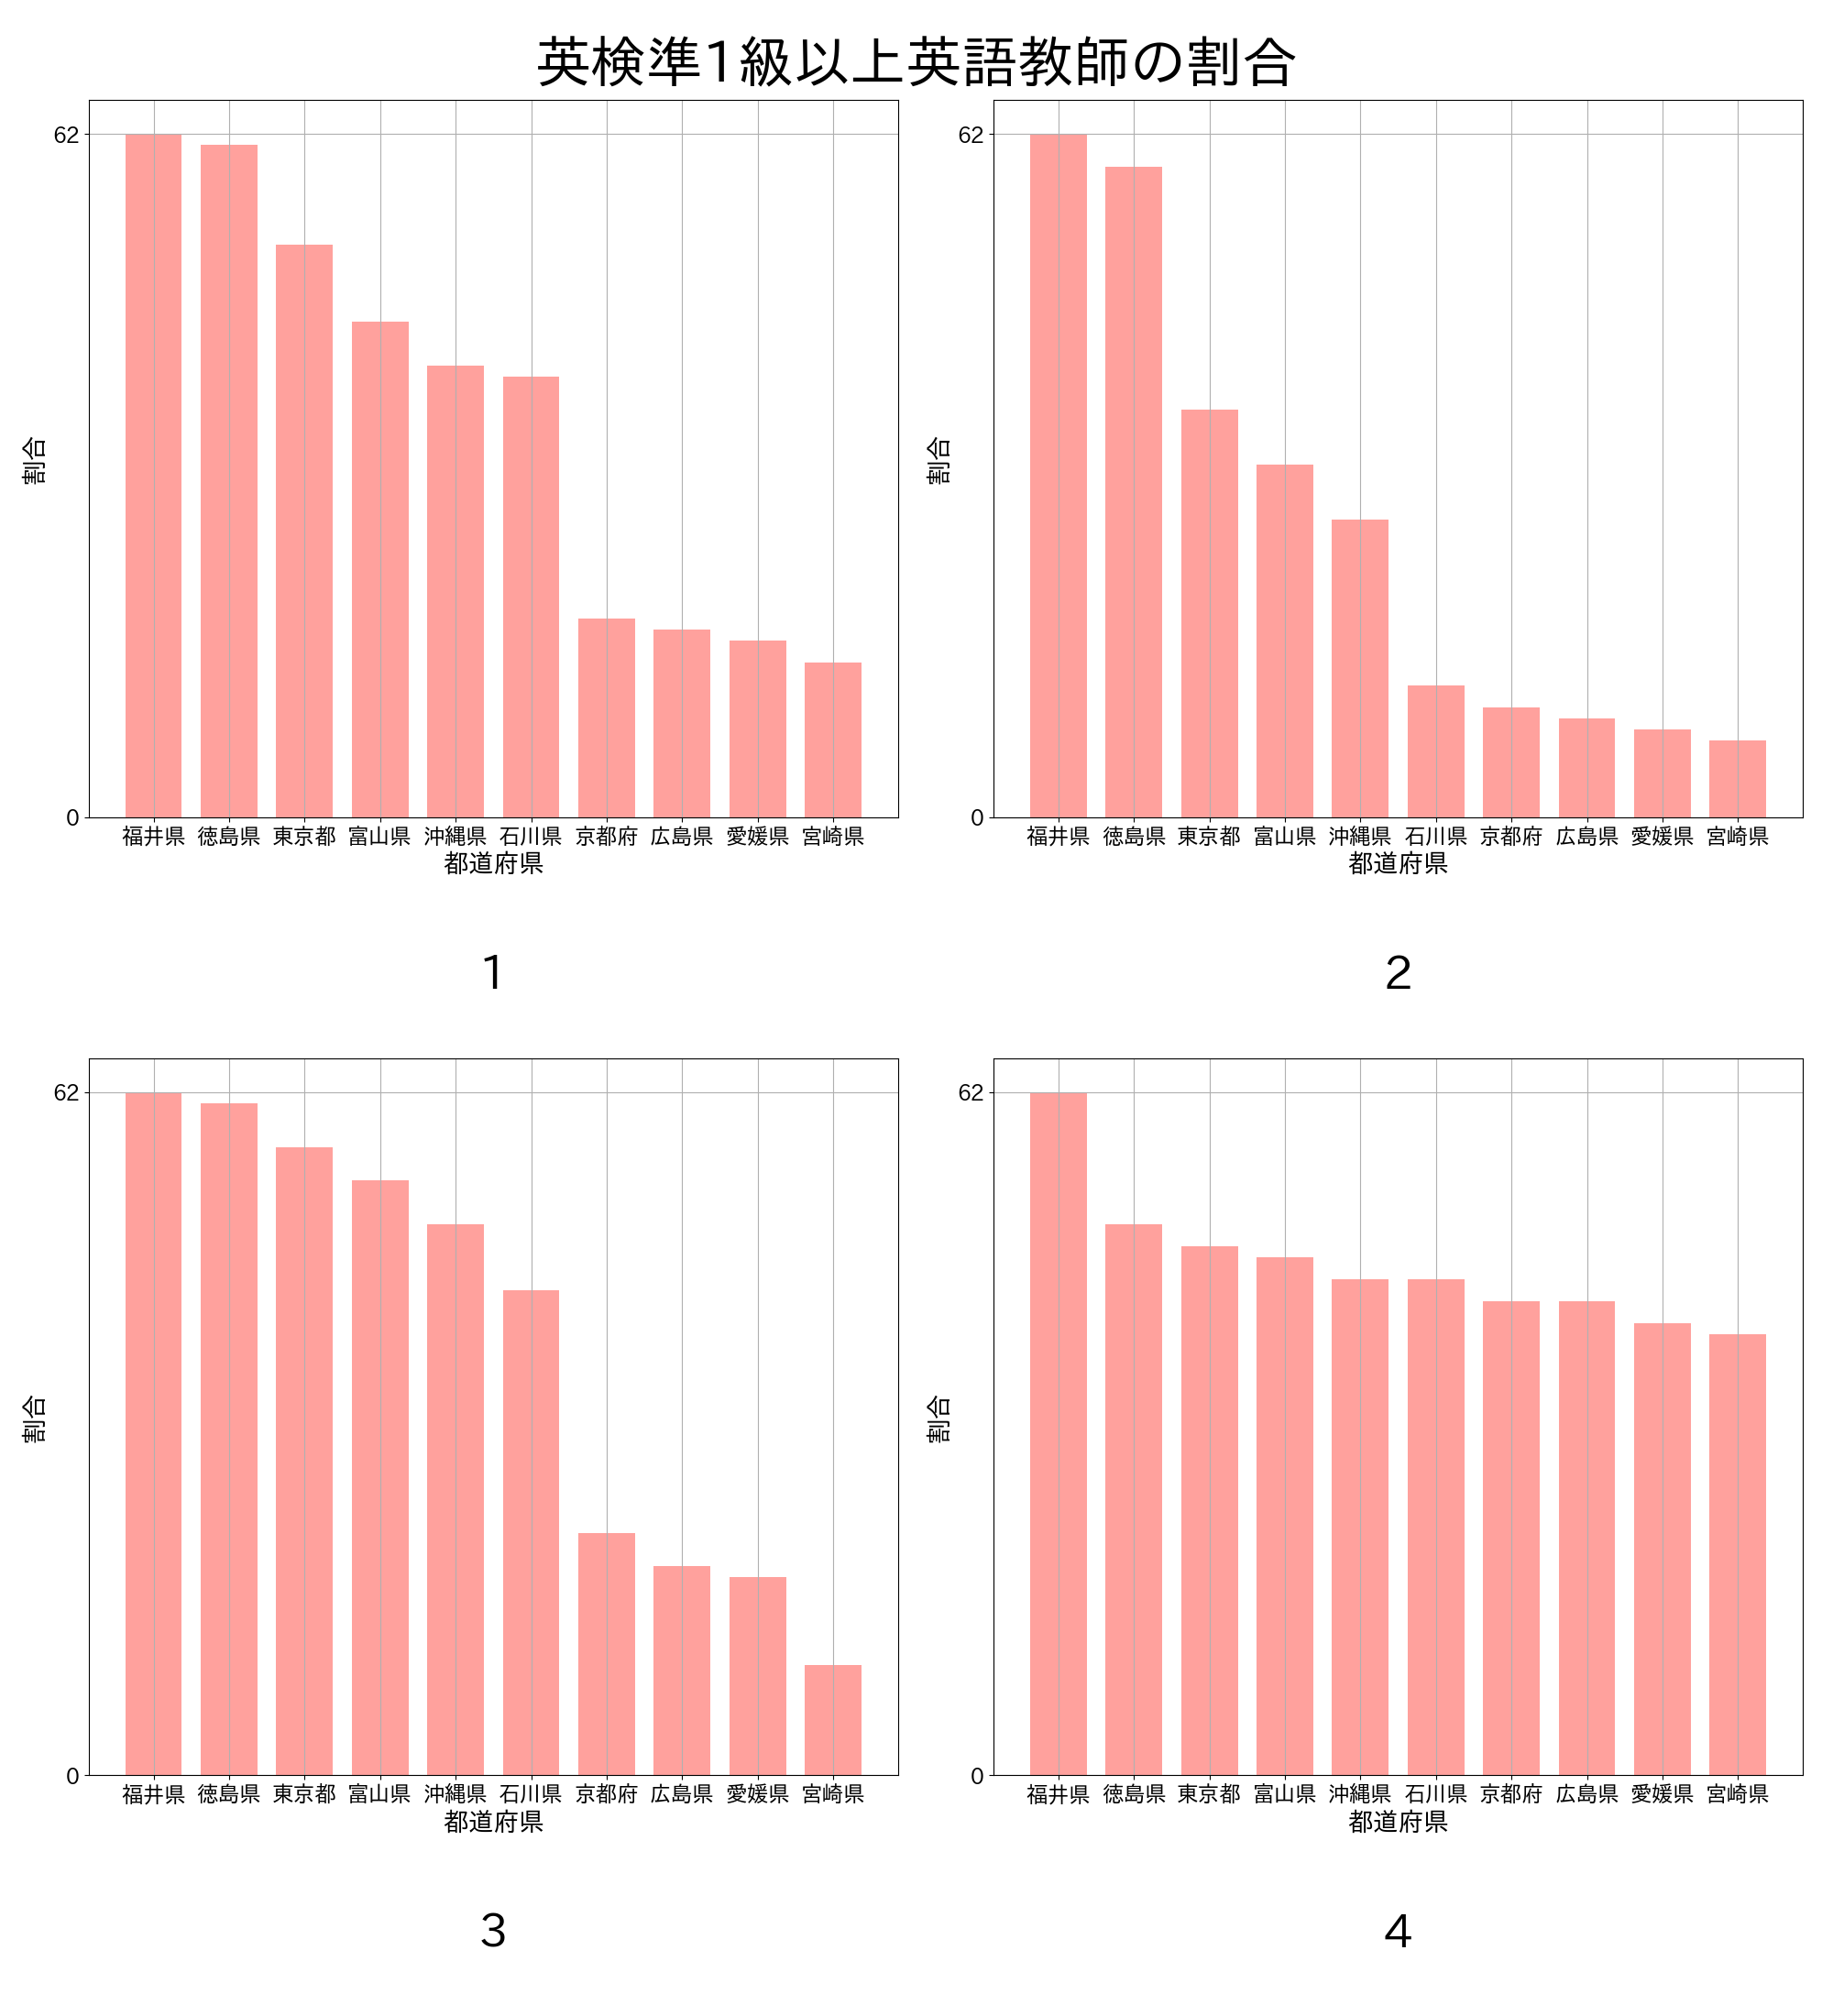 英検準1級以上英語教師の割合
62
0
割合
福井県 徳島県 東京都 富山県 沖縄県 石川県 京都府 広島県 愛媛県 宮崎県
都道府県
1
62
0
割合
福井県 徳島県 東京都 富山県 沖縄県 石川県 京都府 広島県 愛媛県 宮崎県
都道府県
2
62
0
割合
福井県 徳島県 東京都 富山県 沖縄県 石川県 京都府 広島県 愛媛県 宮崎県
都道府県
3
62
0
割合
福井県 徳島県 東京都 富山県 沖縄県 石川県 京都府 広島県 愛媛県 宮崎県
都道府県
4